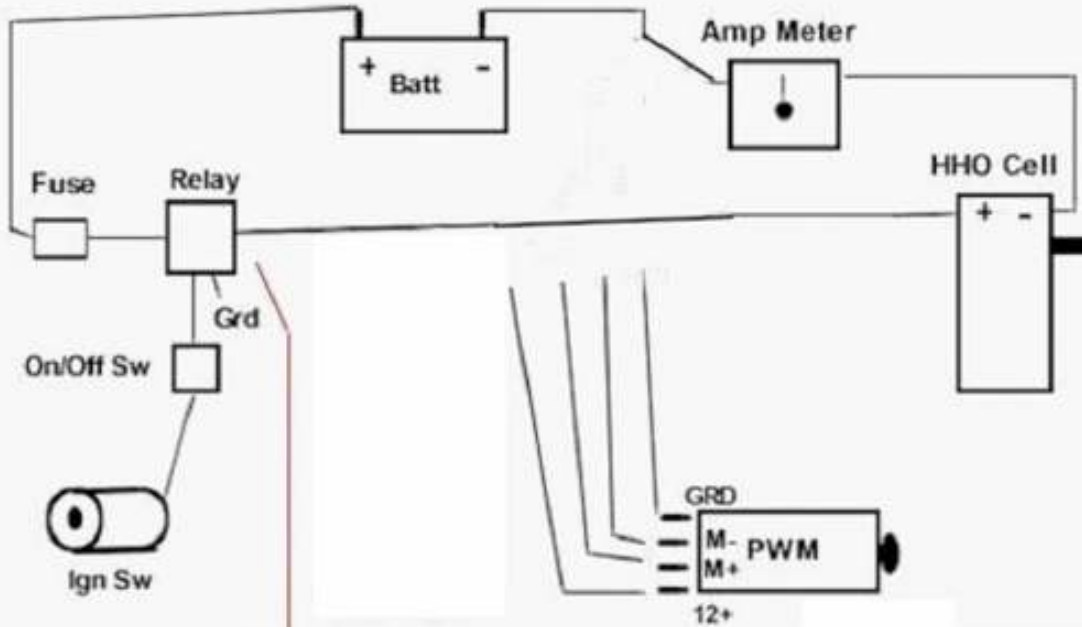 Amp Meter
+ Batt -
HHO Cell
+ -
Fuse
Relay
Grd
On/Off Sw
Ign Sw
GRD
M-
PWM
M+
12+